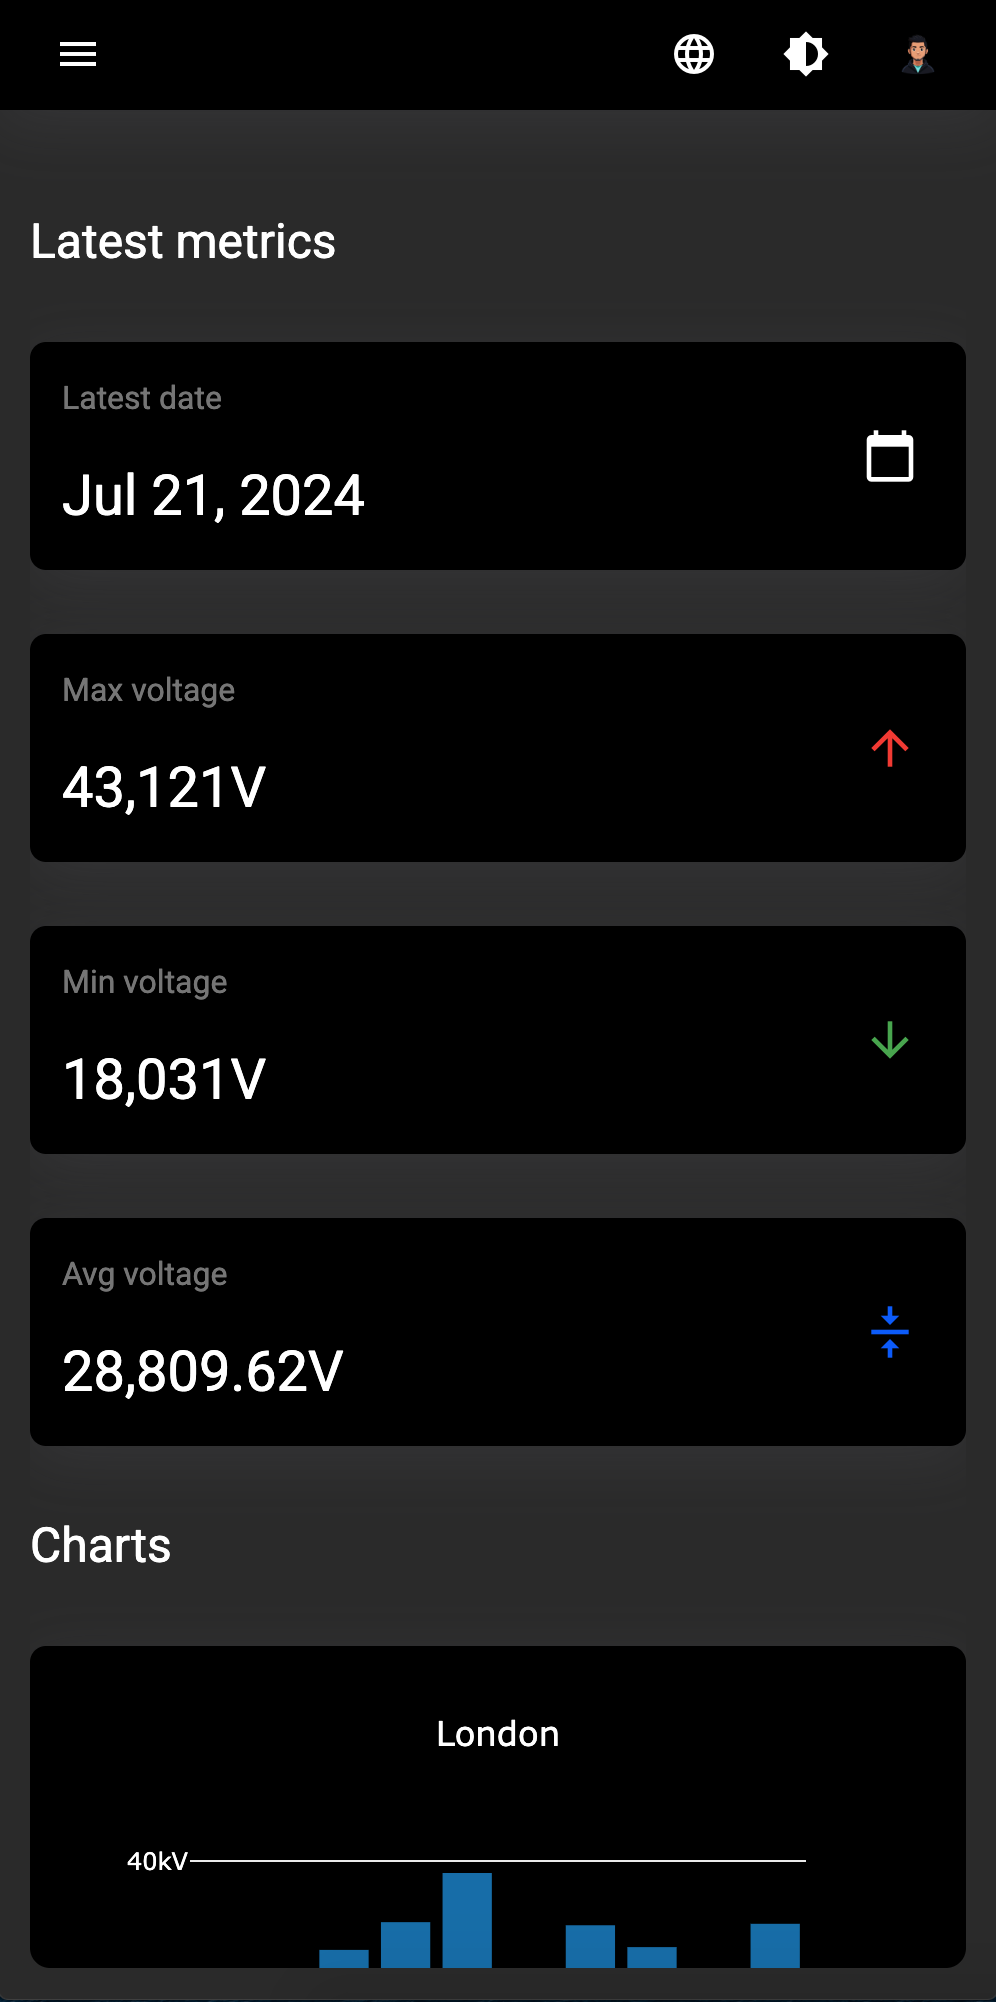 Latest metrics
Latest date
Jul 21, 2024
Max voltage
43,121V
Min voltage
18,031V
Avg voltage
28,809.62V
Charts
London
40kV